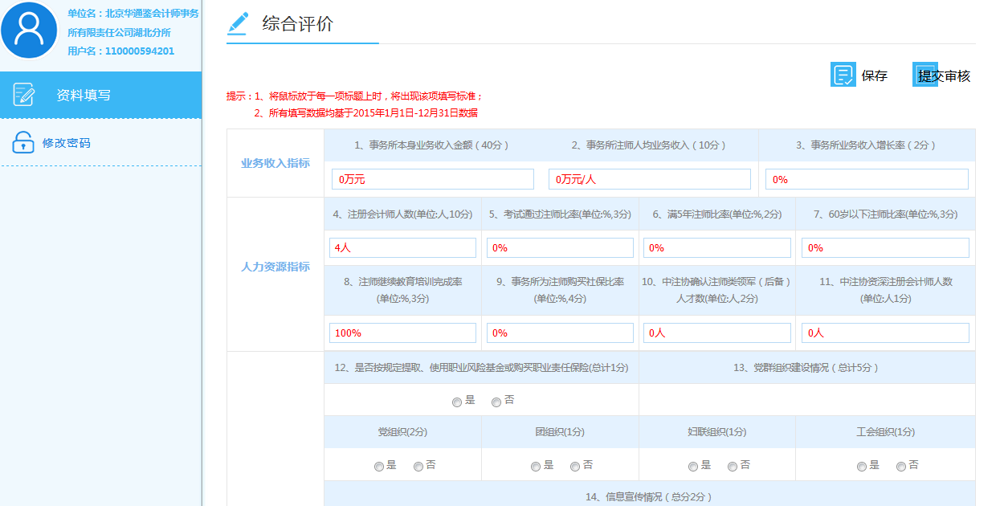 单位名：北京华通鉴会计师事务
所有限责任公司湖北分所
用户名：110000594201
资料填写
修改密码
综合评价
保存
提交审核
提示：1、将鼠标放于每一项标题上时，将出现该项填写标准；
2、所有填写数据均基于2015年1月1日-12月31日数据
业务收入指标
1、事务所本身业务收入金额（40分）
2、事务所注师人均业务收入（10分）
3、事务所业务收入增长率（2分）
0万元
0万元/人
0%
人力资源指标
4、注册会计师人数(单位:人,10分)
5、考试通过注师比率(单位:%,3分)
6、满5年注师比率(单位:%,2分)
7、60岁以下注师比率(单位:%,3分)
4人
0%
0%
0%
8、注师继续教育培训完成率
(单位:%,3分)
9、事务所为注师购买社保比率
(单位:%,4分)
10、中注协确认注师类领军（后备）
人才数(单位:人,2分)
11、中注协资深注册会计师人数
(单位:人1分)
100%
0%
0人
0人
12、是否按规定提取、使用职业风险基金或购买职业责任保险(总计1分)
13、党群组织建设情况（总计5分）
是
否
党组织(2分)
团组织(1分)
妇联组织(1分)
工会组织(1分)
是
否
是
否
是
否
是
否
14、信息宣传情况（总分2分）